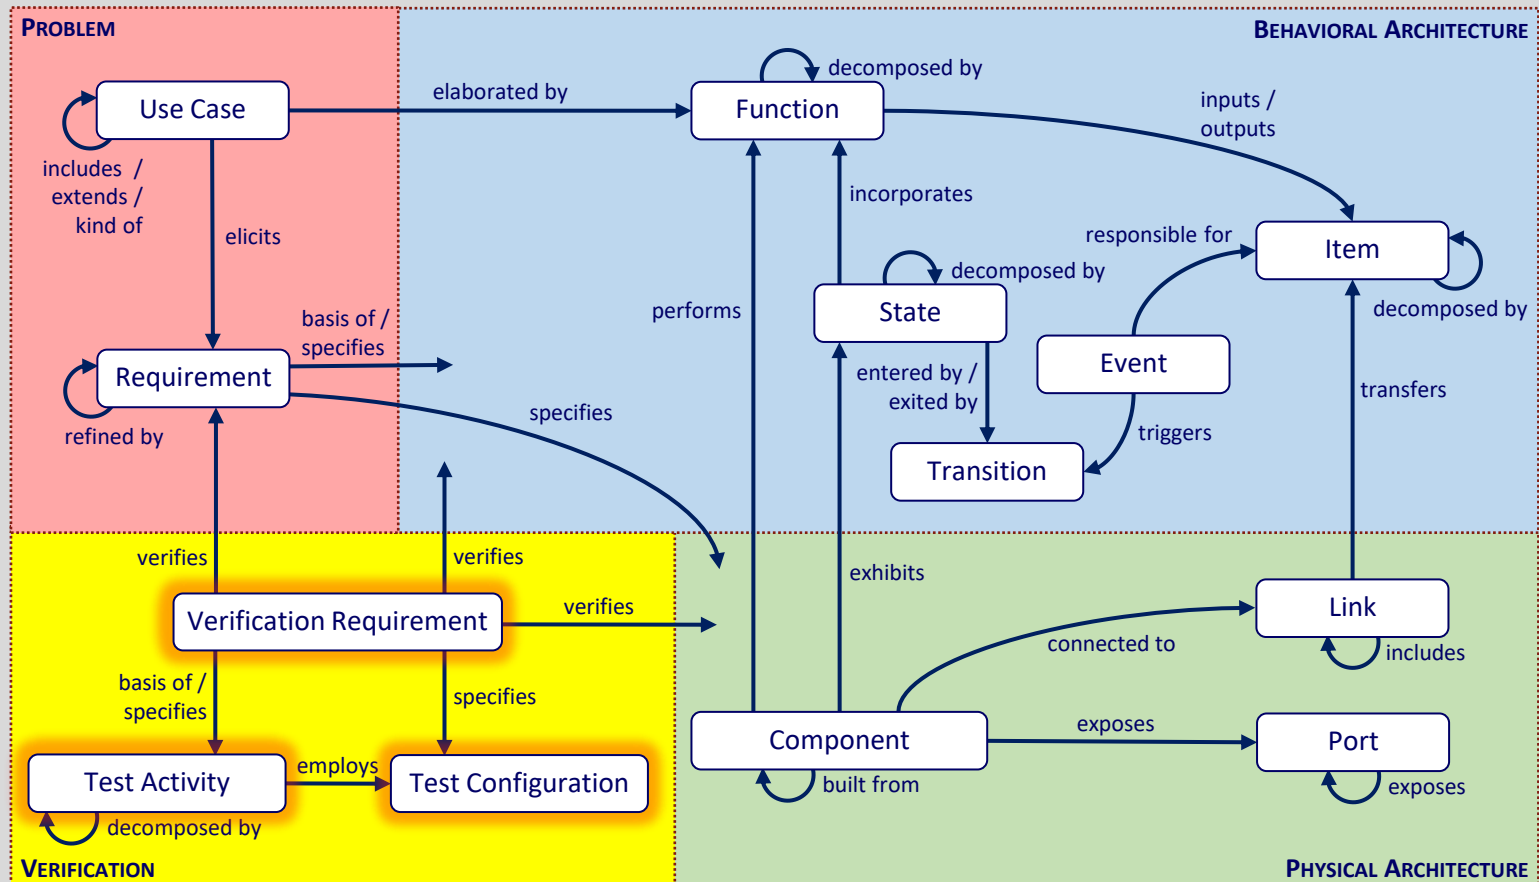 PROBLEM
BEHAVIORAL ARCHITECTURE
Use Case
elaborated by
Function
decomposed by
inputs /
outputs
includes /
extends /
kind of
elicits
incorporates
responsible for
Item
decomposed by
decomposed by
State
performs
basis of /
specifies
Requirement
refined by
specifies
entered by /
exited by
Event
triggers
Transition
transfers
verifies
verifies
Verification Requirement
verifies
exhibits
Link
includes
connected to
basis of /
specifies
specifies
Component
exposes
Port
exposes
built from
Test Activity
employs
Test Configuration
decomposed by
VERIFICATION
PHYSICAL ARCHITECTURE